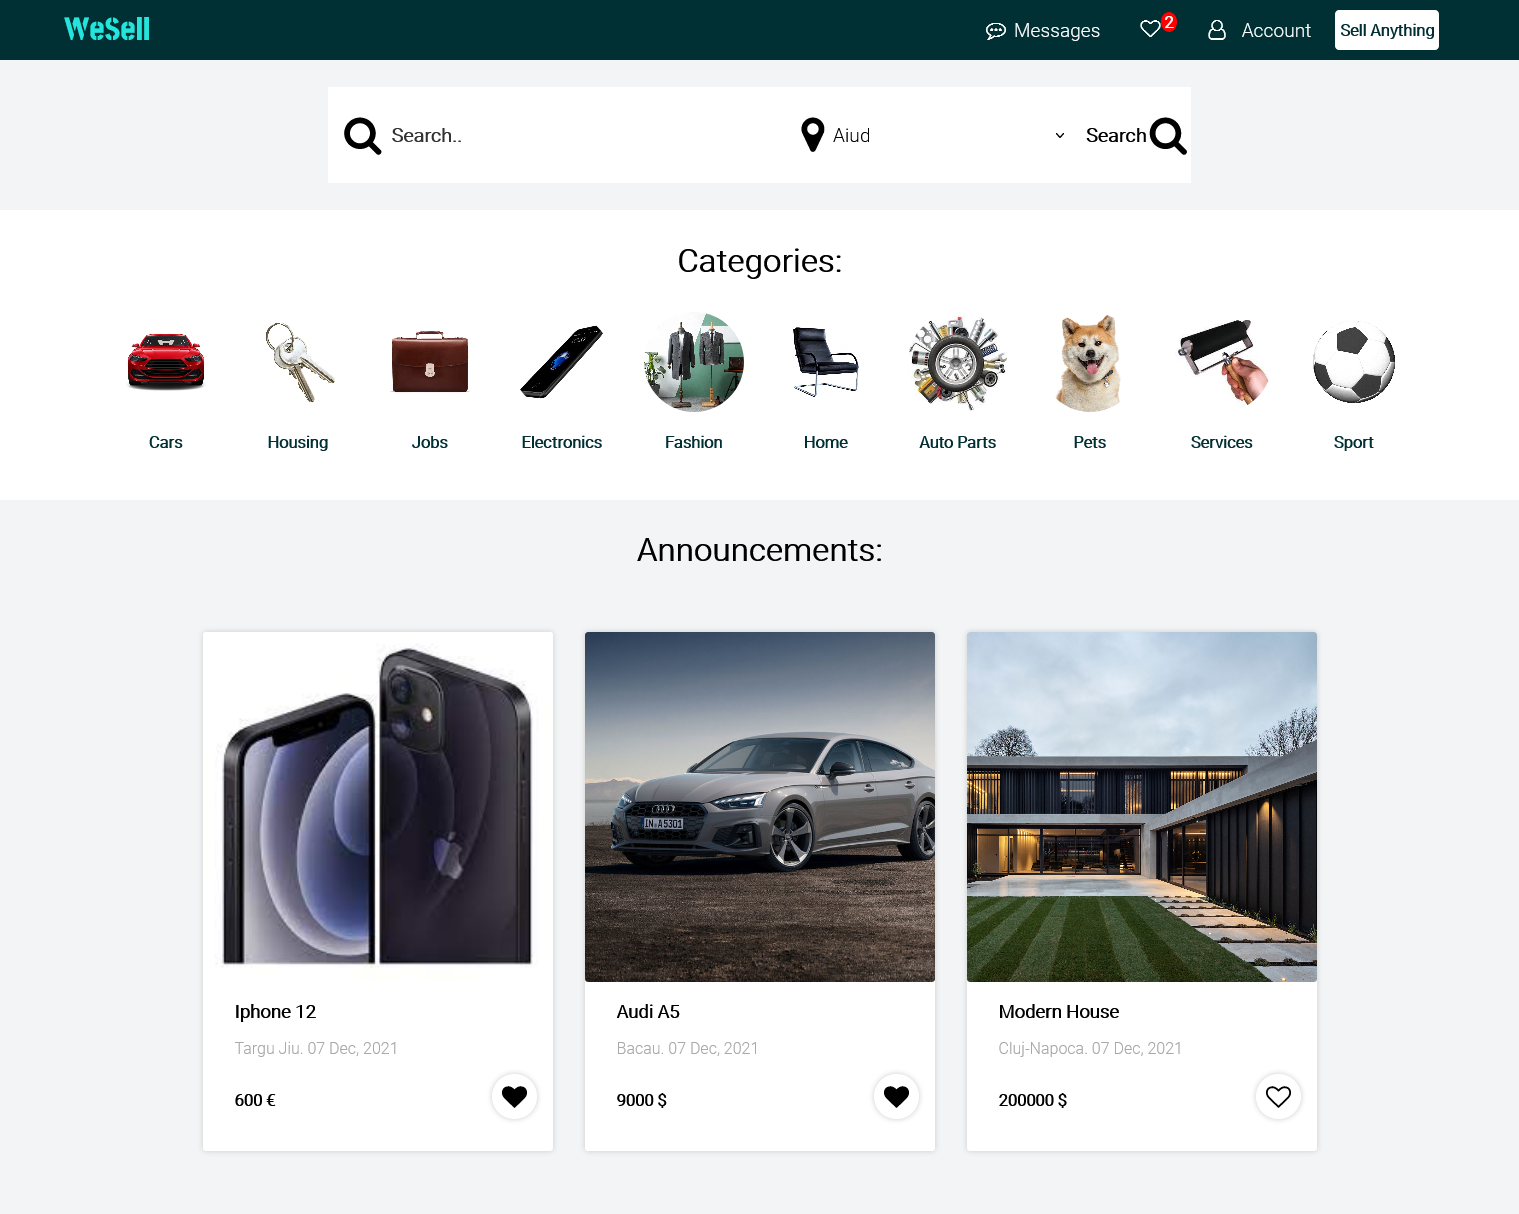 WeSell
Messages
2
Account
Sell Anything
Search..
Aiud
Search
Categories:
Cars
Housing
Jobs
Electronics
Fashion
Home
Auto Parts
Pets
Services
Sport
Announcements:
IN A 5301
Iphone 12
Targu Jiu. 07 Dec, 2021
600 €
Audi A5
Bacau. 07 Dec, 2021
9000 $
Modern House
Cluj-Napoca. 07 Dec, 2021
200000 $